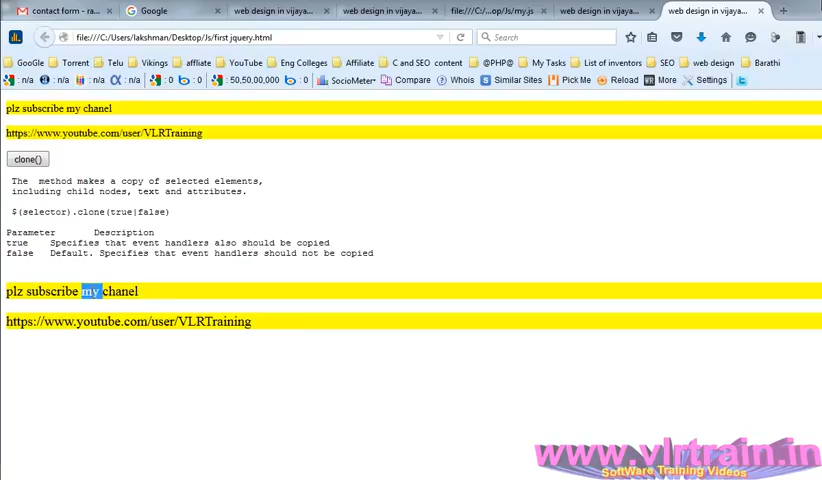 contact form - ra...
Google
web design in vijaya...
web design in vijaya...
file:///C:/...op/Js/my.js
web design in vijaya...
web design in vijaya...
file:///C:/Users/lakshman/Desktop/Js/first jquery.html
Search
GooGle Torrent Telu Vikings affliate YouTube Eng Colleges Affiliate C and SEO content @PHP@ My Tasks List of inventors SEO web design Barathi
: n/a : n/a : n/a : 0 : 0 : 50,50,00,000 SocioMeter Compare Whois Similar Sites Pick Me Reload More Settings
plz subscribe my chanel
https://www.youtube.com/user/VLRTraining
clone()
The method makes a copy of selected elements,
including child nodes, text and attributes.
$(selector).clone(true|false)
Parameter Description
true Specifies that event handlers also should be copied
false Default. Specifies that event handlers should not be copied
plz subscribe my chanel
https://www.youtube.com/user/VLRTraining
www.vlrtrain.in
SoftWare Training Videos